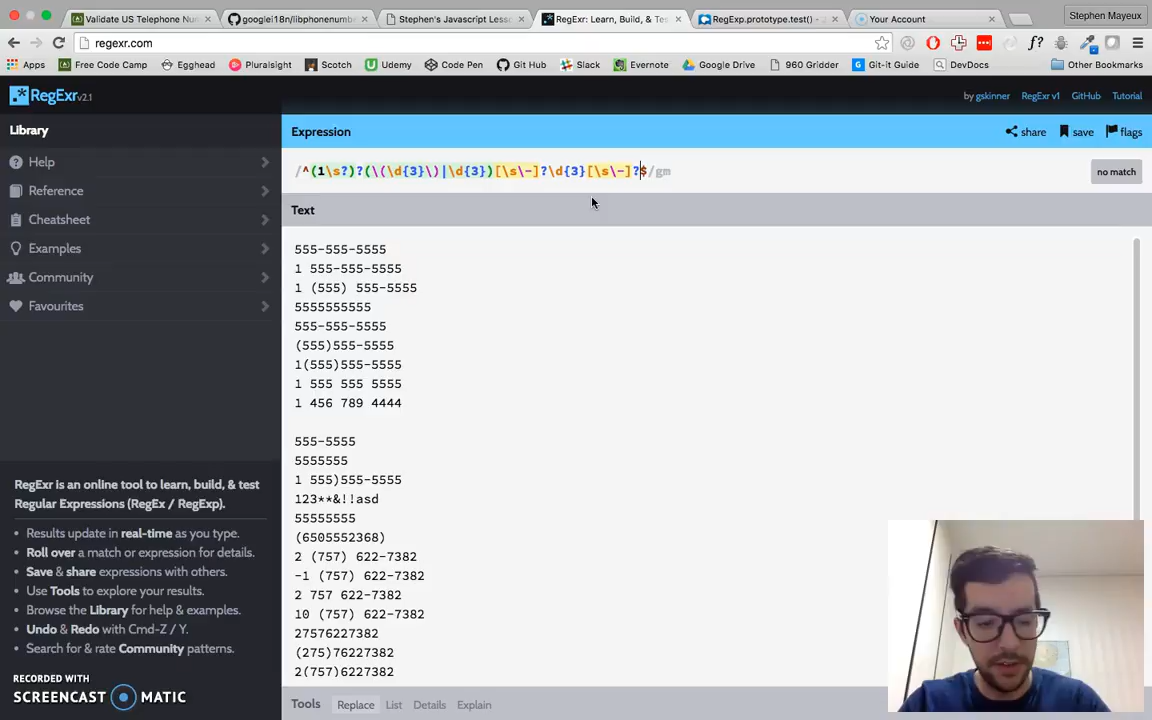 Validate US Telephone Nu
googlei18n/libphonenumbe
Stephen's Javascript Lesso
RegExr: Learn, Build, & Tes
RegExp.prototype.test() - J
Your Account
Stephen Mayeux
regexr.com
Apps
Free Code Camp
Egghead
Pluralsight
Scotch
Udemy
Code Pen
Git Hub
Slack
Evernote
Google Drive
960 Gridder
Git-it Guide
DevDocs
Other Bookmarks
RegExr v2.1
by gskinner
RegExr v1
GitHub
Tutorial
Library
Expression
share
save
flags
Help
/^(1\s?)?(\(\d{3}\)|\d{3})[\s\-]?\d{3}[\s\-]?$/gm
no match
Reference
Text
Cheatsheet
Examples
Community
Favourites
555-555-5555
1 555-555-5555
1 (555) 555-5555
5555555555
555-555-5555
(555)555-5555
1(555)555-5555
1 555 555 5555
1 456 789 4444
555-5555
5555555
1 555)555-5555
123**&!!asd
55555555
(6505552368)
2 (757) 622-7382
-1 (757) 622-7382
2 757 622-7382
10 (757) 622-7382
27576227382
(275)76227382
2(757)6227382
RegExr is an online tool to learn, build, & test
Regular Expressions (RegEx / RegExp).
• Results update in real-time as you type.
• Roll over a match or expression for details.
• Save & share expressions with others.
• Use Tools to explore your results.
• Browse the Library for help & examples.
• Undo & Redo with Cmd-Z / Y.
• Search for & rate Community patterns.
RECORDED WITH
SCREENCAST MATIC
Tools
Replace
List
Details
Explain